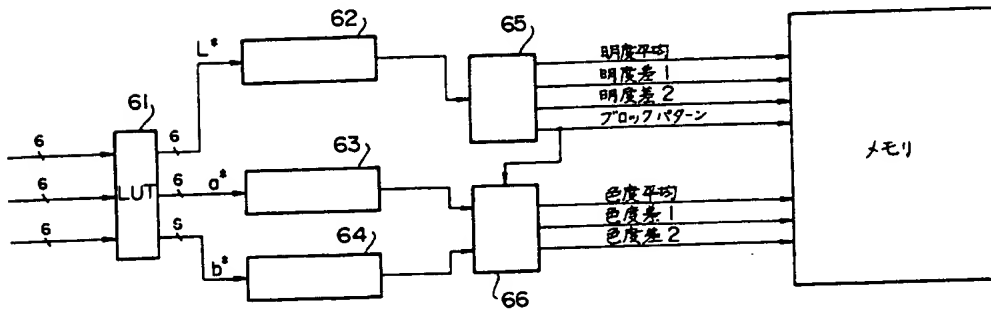 62
65
L*
明度平均
明度差1
明度差2
ブロックパターン
61
6
6
63
メモリ
6
LUT
6
a*
色度平均
色度差1
6
6
色度差2
64
b*
66